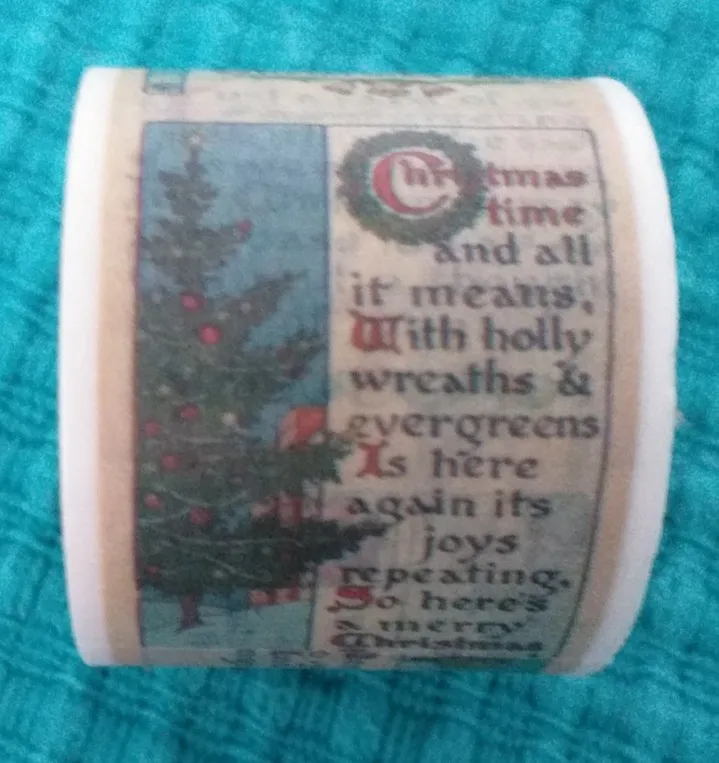 Christmas
time
and all
it means,
With holly
wreaths &
evergreens
Is here
again its
joys
repeating,
So here's
a merry
Christmas